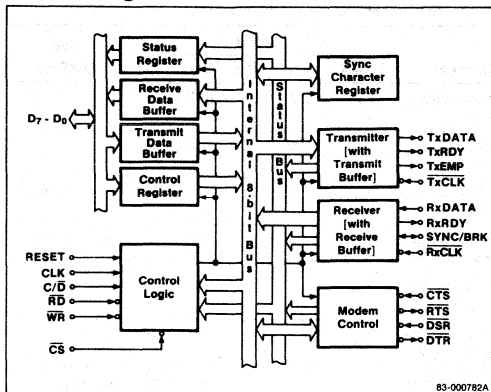 Status
Register
Receive
Data
Buffer
D7 - D0
Transmit
Data
Buffer
Control
Register
Internal 8-bit Bus
Status Bus
Sync
Character
Register
Transmitter
[with
Transmit
Buffer]
TxDATA
TxRDY
TxEMP
TxCLK
Receiver
[with
Receive
Buffer]
RxDATA
RxRDY
SYNC/BRK
RxCLK
RESET
CLK
C/D
RD
WR
CS
Control
Logic
Modem
Control
CTS
RTS
DSR
DTR
83-000782A